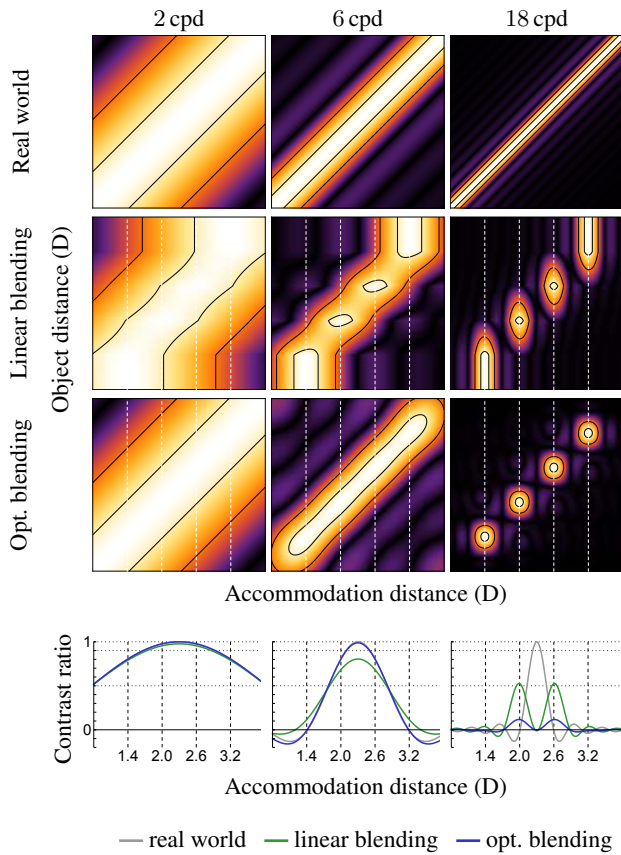 2 cpd 6 cpd 18 cpd
Real world
Linear blending
Opt. blending
Object distance (D)
Accommodation distance (D)
Contrast ratio
1
0
1.4 2.0 2.6 3.2 1.4 2.0 2.6 3.2 1.4 2.0 2.6 3.2
Accommodation distance (D)
real world linear blending opt. blending